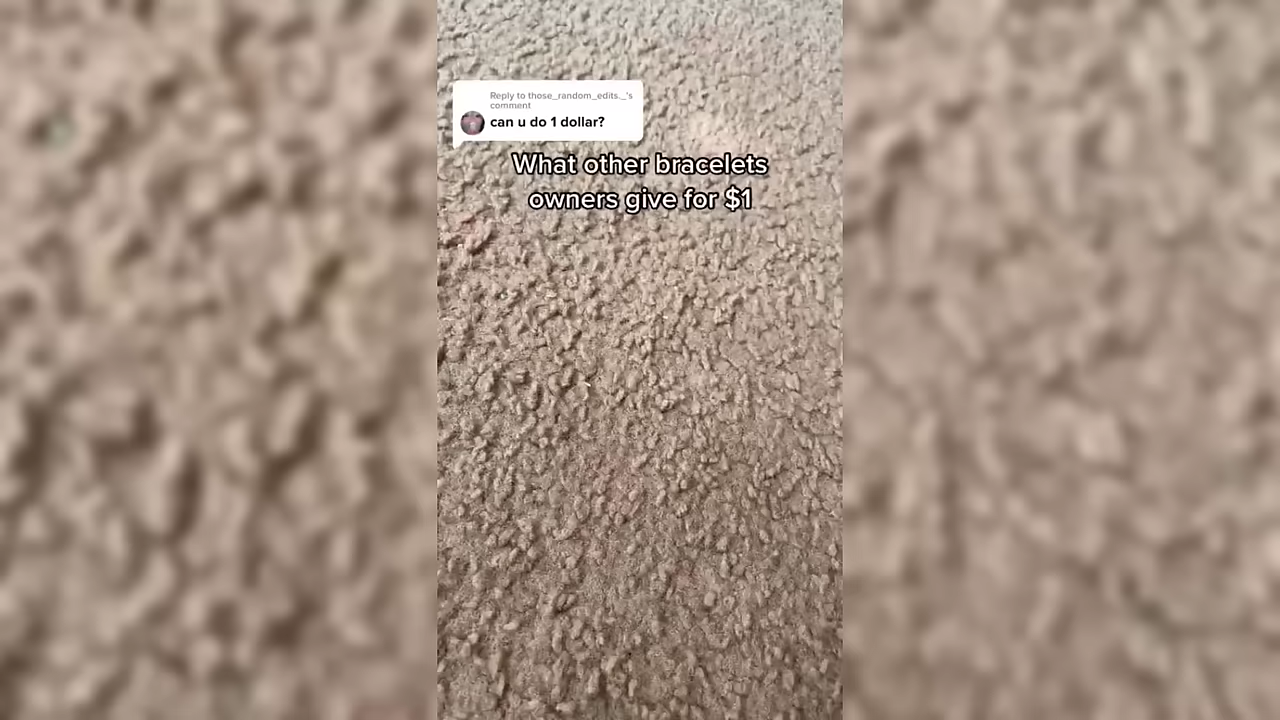 Reply to those_random_edits._'s
comment
can u do 1 dollar?
What other bracelets
owners give for $1